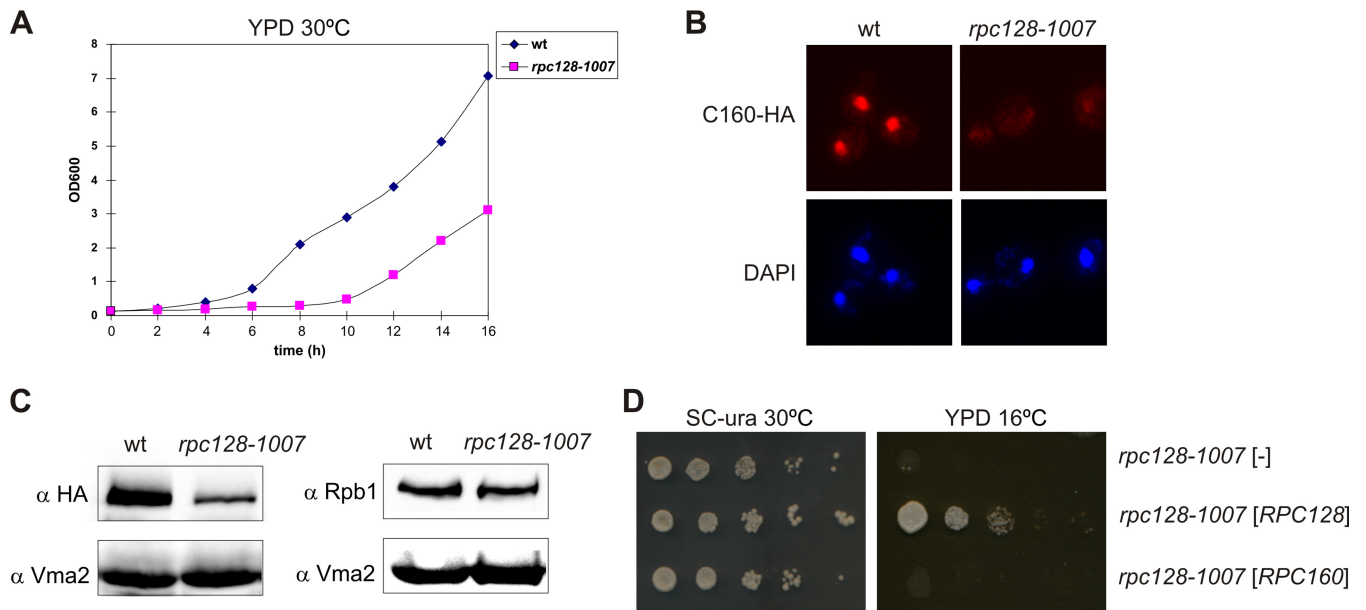 A
YPD 30ºC
wt
rpc128-1007
8
7
6
5
4
3
2
1
0
OD600
0 2 4 6 8 10 12 14 16
time (h)
B
wt rpc128-1007
C160-HA
DAPI
C
wt rpc128-1007
α HA
α Vma2
wt rpc128-1007
α Rpb1
α Vma2
D
SC-ura 30ºC YPD 16ºC
rpc128-1007 [-]
rpc128-1007 [RPC128]
rpc128-1007 [RPC160]